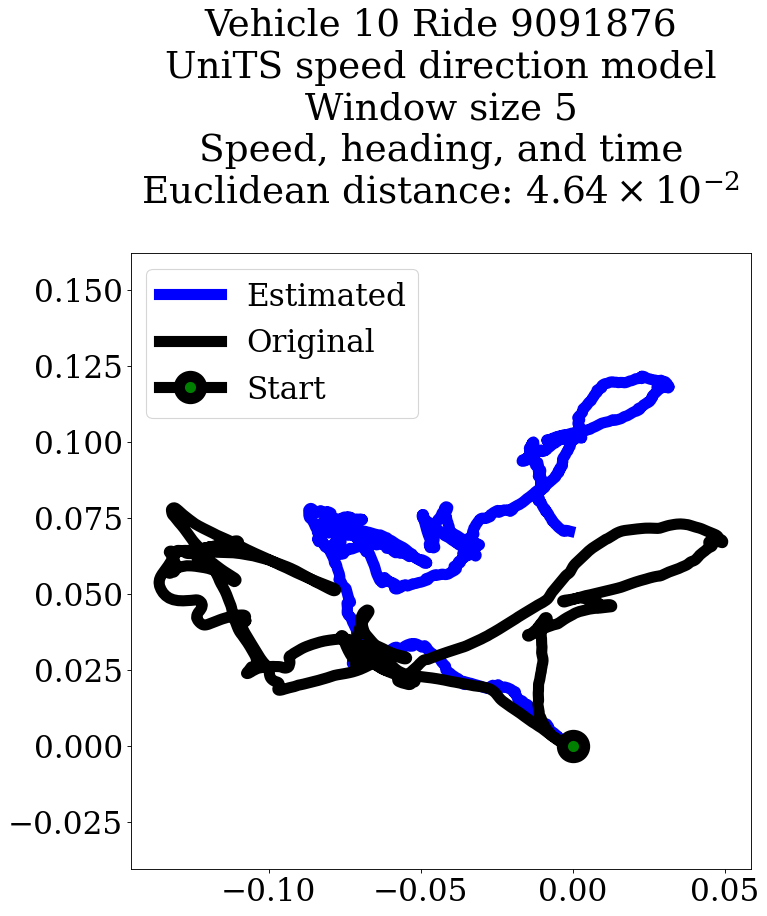 Vehicle 10 Ride 9091876
UniTS speed direction model
Window size 5
Speed, heading, and time
Euclidean distance: $4.64 \times 10^{-2}$
Estimated
Original
Start
0.150
0.125
0.100
0.075
0.050
0.025
0.000
−0.025
−0.10 −0.05 0.00 0.05